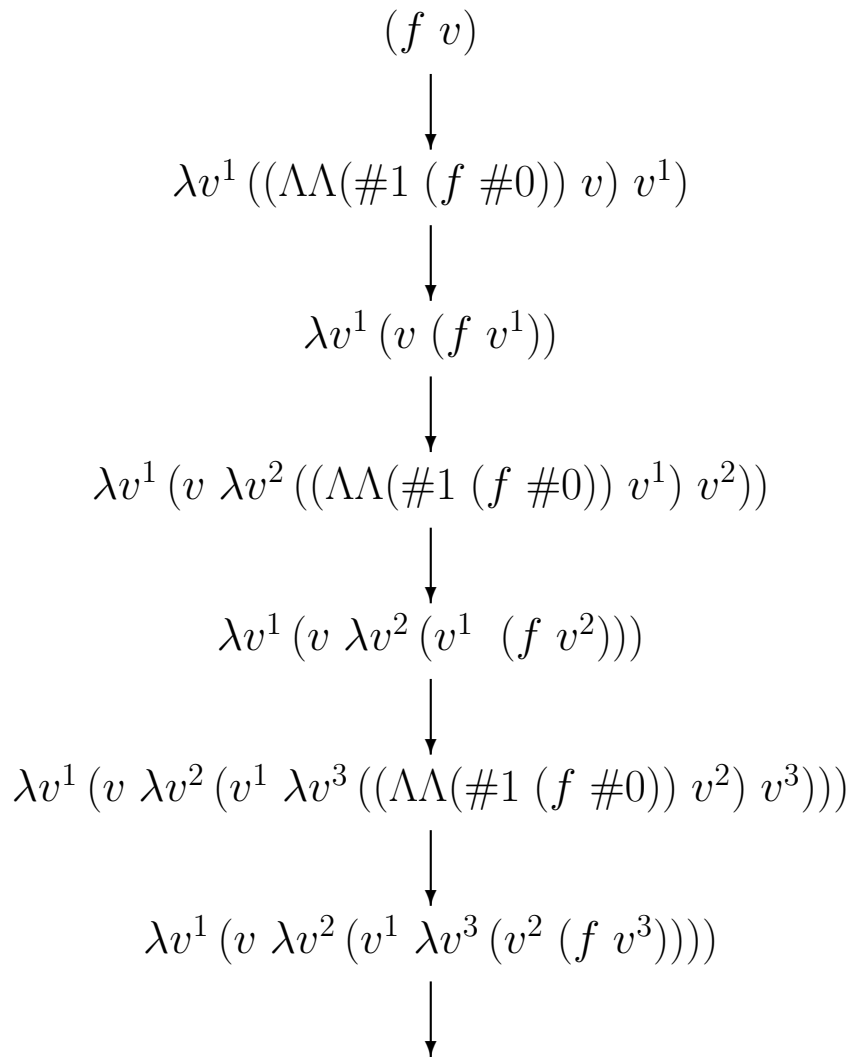 (f v)
λv¹ ((ΛΛ(#1 (f #0)) v) v¹)
λv¹ (v (f v¹))
λv¹ (v λv² ((ΛΛ(#1 (f #0)) v¹) v²))
λv¹ (v λv² (v¹ (f v²)))
λv¹ (v λv² (v¹ λv³ ((ΛΛ(#1 (f #0)) v²) v³)))
λv¹ (v λv² (v¹ λv³ (v² (f v³))))